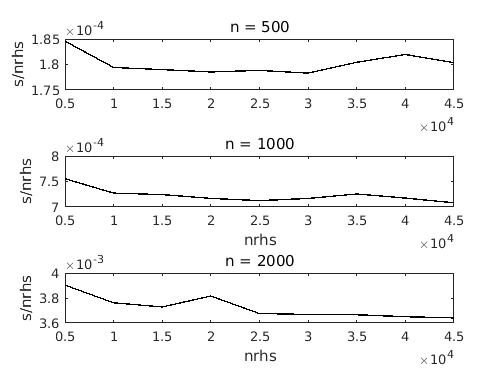 n = 500
×10⁻⁴
s/nrhs
1.85
1.8
1.75
0.5 1 1.5 2 2.5 3 3.5 4 4.5
×10⁴
n = 1000
×10⁻⁴
s/nrhs
8
7.5
7
0.5 1 1.5 2 2.5 3 3.5 4 4.5
nrhs
×10⁴
n = 2000
×10⁻³
s/nrhs
4
3.8
3.6
0.5 1 1.5 2 2.5 3 3.5 4 4.5
nrhs
×10⁴